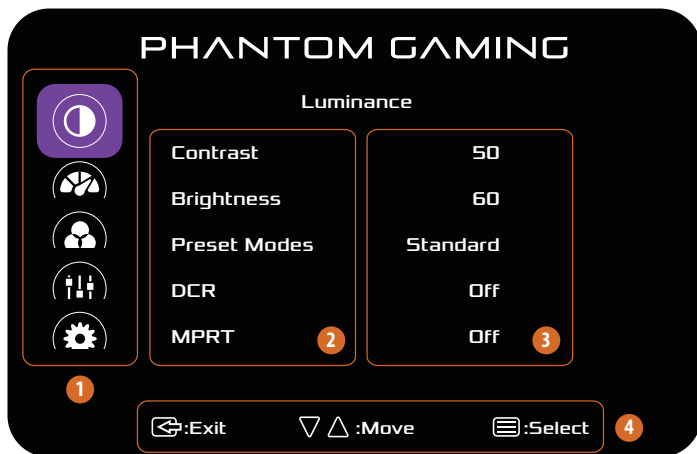 PHANTOM GAMING
Luminance
Contrast 50
Brightness 60
Preset Modes Standard
DCR Off
MPRT Off
2
3
1
:Exit :Move :Select
4